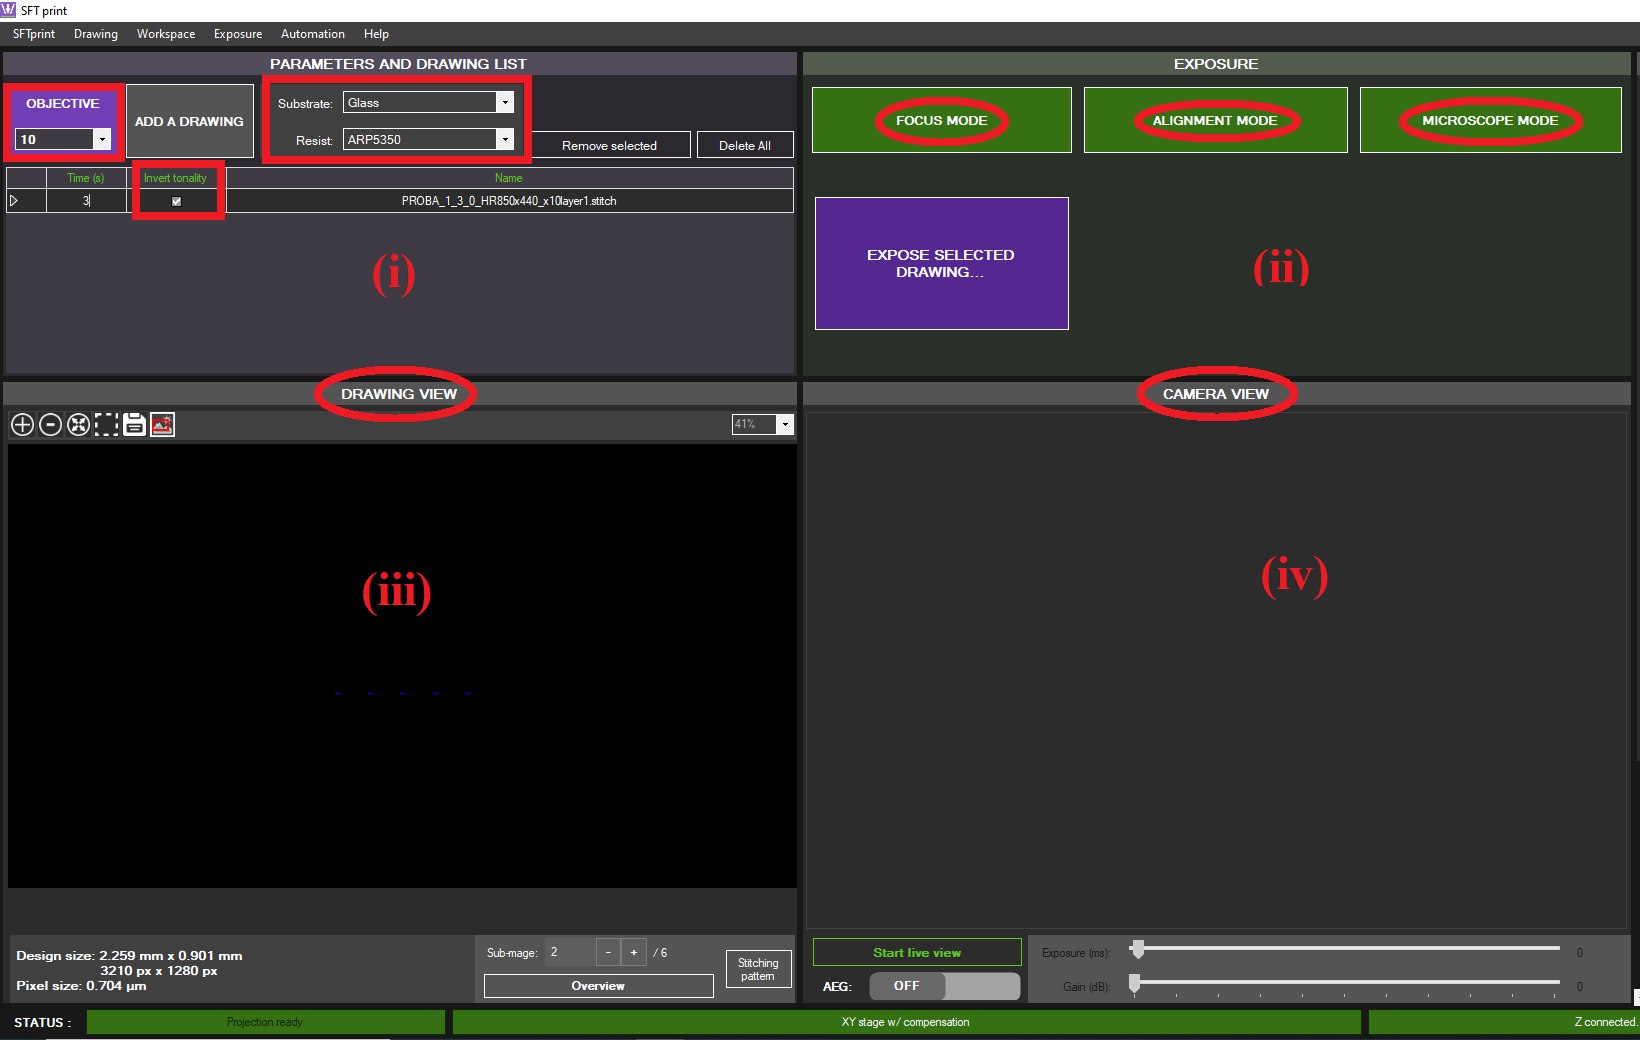 SFT print
SFTprint Drawing Workspace Exposure Automation Help
PARAMETERS AND DRAWING LIST
OBJECTIVE
10
ADD A DRAWING
Substrate: Glass
Resist: ARP5350
Remove selected
Delete All
Time (s) Invert tonality Name
3 PROBA_1_3_0_HR850x440_x10layer1.stitch
(i)
EXPOSURE
FOCUS MODE
ALIGNMENT MODE
MICROSCOPE MODE
EXPOSE SELECTED
DRAWING...
(ii)
DRAWING VIEW
41%
(iii)
Design size: 2.259 mm x 0.901 mm
3210 px x 1280 px
Pixel size: 0.704 µm
Sub-mage: 2 - + / 6
Overview
Stitching
pattern
CAMERA VIEW
(iv)
Start live view
AEG: OFF
Exposure (ms): 0
Gain (dB): 0
STATUS : Projection ready XY stage w/ compensation Z connected.